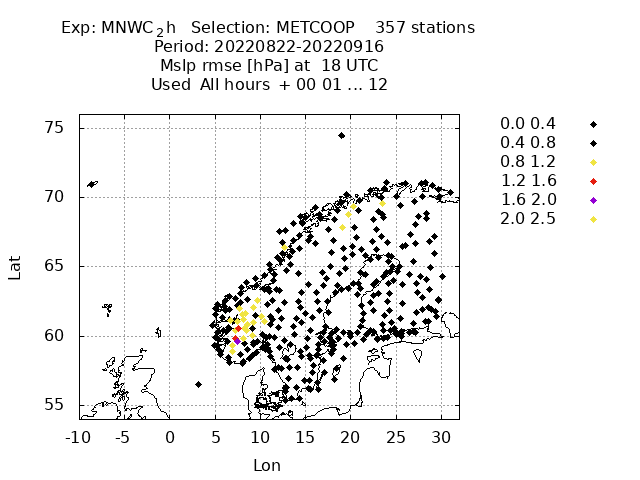 Exp: MNWC₂h Selection: METCOOP 357 stations
Period: 20220822-20220916
Mslp rmse [hPa] at 18 UTC
Used All hours + 00 01 ... 12
0.0 0.4
0.4 0.8
0.8 1.2
1.2 1.6
1.6 2.0
2.0 2.5
75
70
65
60
55
Lat
-10 -5 0 5 10 15 20 25 30
Lon